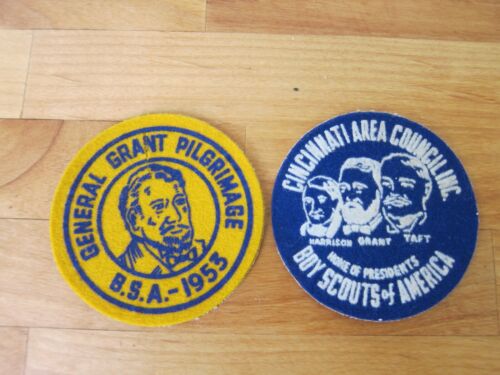 GENERAL GRANT PILGRIMAGE
B.S.A.-1953
CINCINNATI AREA COUNCIL INC.
HARRISON GRANT TAFT
HOME OF PRESIDENTS
BOY SCOUTS of AMERICA